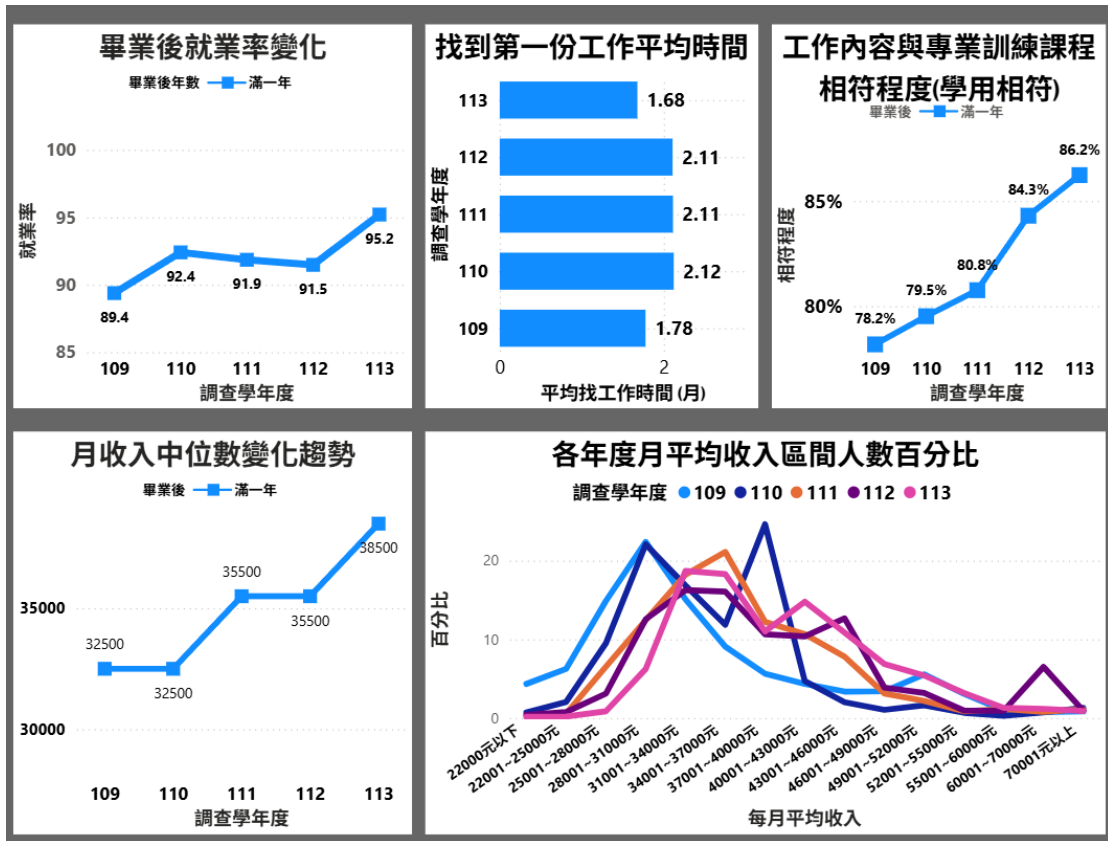 畢業後就業率變化
畢業後年數 滿一年
100
95
90
85
就業率
89.4
92.4
91.9
91.5
95.2
109 110 111 112 113
調查學年度
找到第一份工作平均時間
調查學年度
113 1.68
112 2.11
111 2.11
110 2.12
109 1.78
0 2
平均找工作時間 (月)
工作內容與專業訓練課程
相符程度(學用相符)
畢業後 滿一年
相符程度
85%
80%
78.2%
79.5%
80.8%
84.3%
86.2%
109 110 111 112 113
調查學年度
月收入中位數變化趨勢
畢業後 滿一年
35000
30000
32500
32500
35500
35500
38500
109 110 111 112 113
調查學年度
各年度月平均收入區間人數百分比
調查學年度 109 110 111 112 113
百分比
20
10
0
22000元以下
22001~25000元
25001~28000元
28001~31000元
31001~34000元
34001~37000元
37001~40000元
40001~43000元
43001~46000元
46001~49000元
49001~52000元
52001~55000元
55001~60000元
60001~70000元
70001元以上
每月平均收入